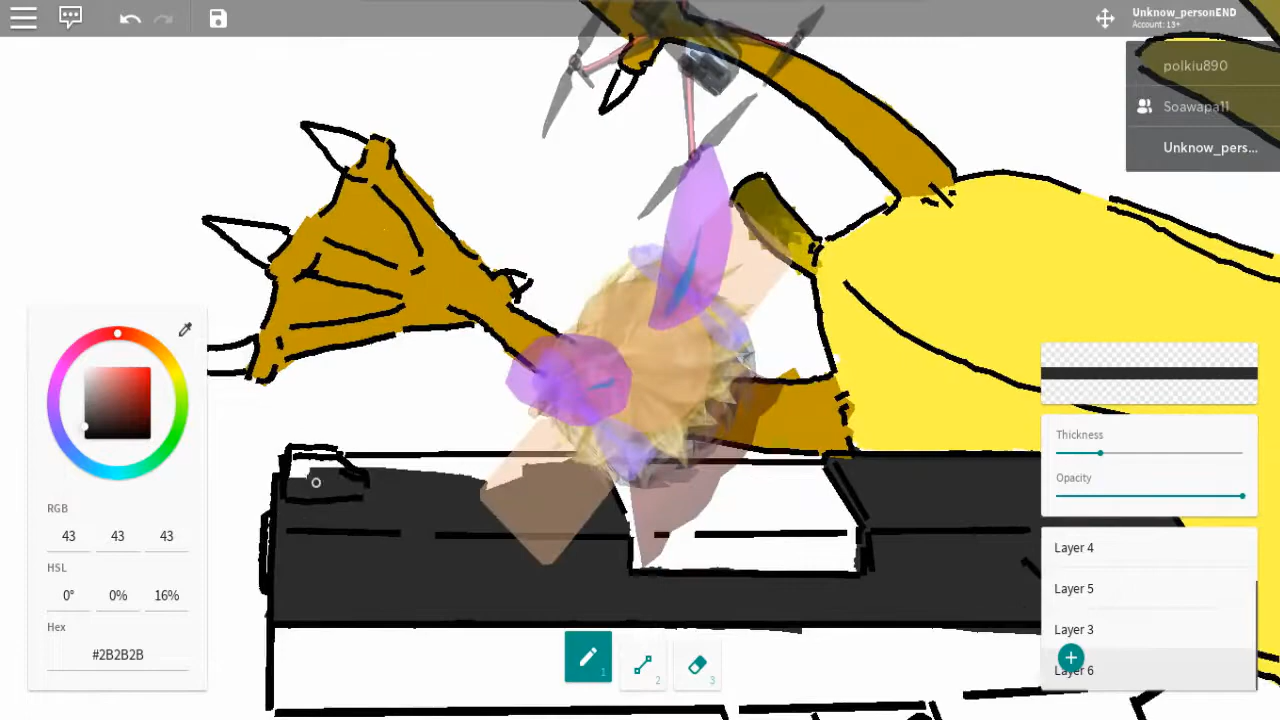 Unknow_personEND
Account: 13+
polkiu890
Soawapa11
Unknow_pers...
RGB
43 43 43
HSL
0° 0% 16%
Hex
#2B2B2B
Thickness
Opacity
Layer 4
Layer 5
Layer 3
Layer 6
1
2
3